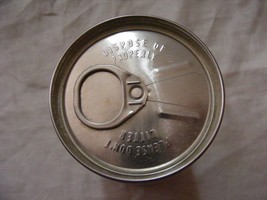 DISPOSE OF
PROPERLY
PLEASE DON'T
LITTER